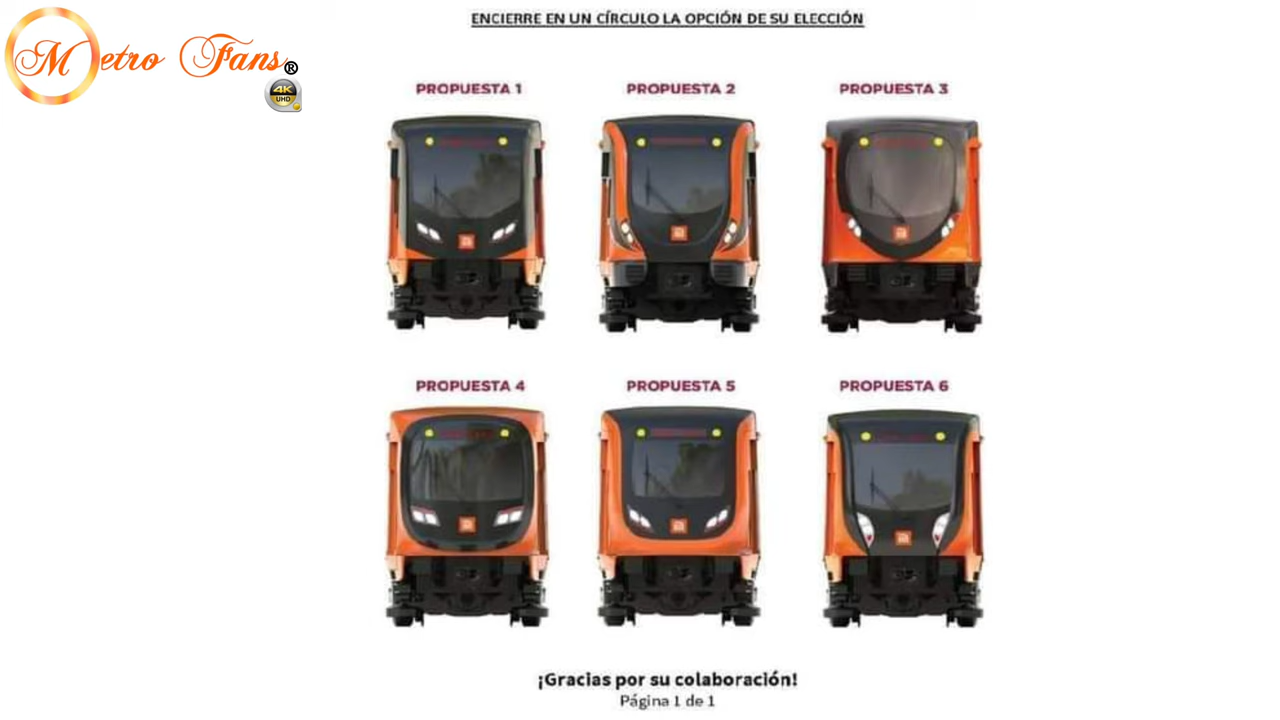 ENCIERRE EN UN CÍRCULO LA OPCIÓN DE SU ELECCIÓN
Metro Fans®
4K
UHD
PROPUESTA 1
PROPUESTA 2
PROPUESTA 3
PROPUESTA 4
PROPUESTA 5
PROPUESTA 6
¡Gracias por su colaboración!
Página 1 de 1